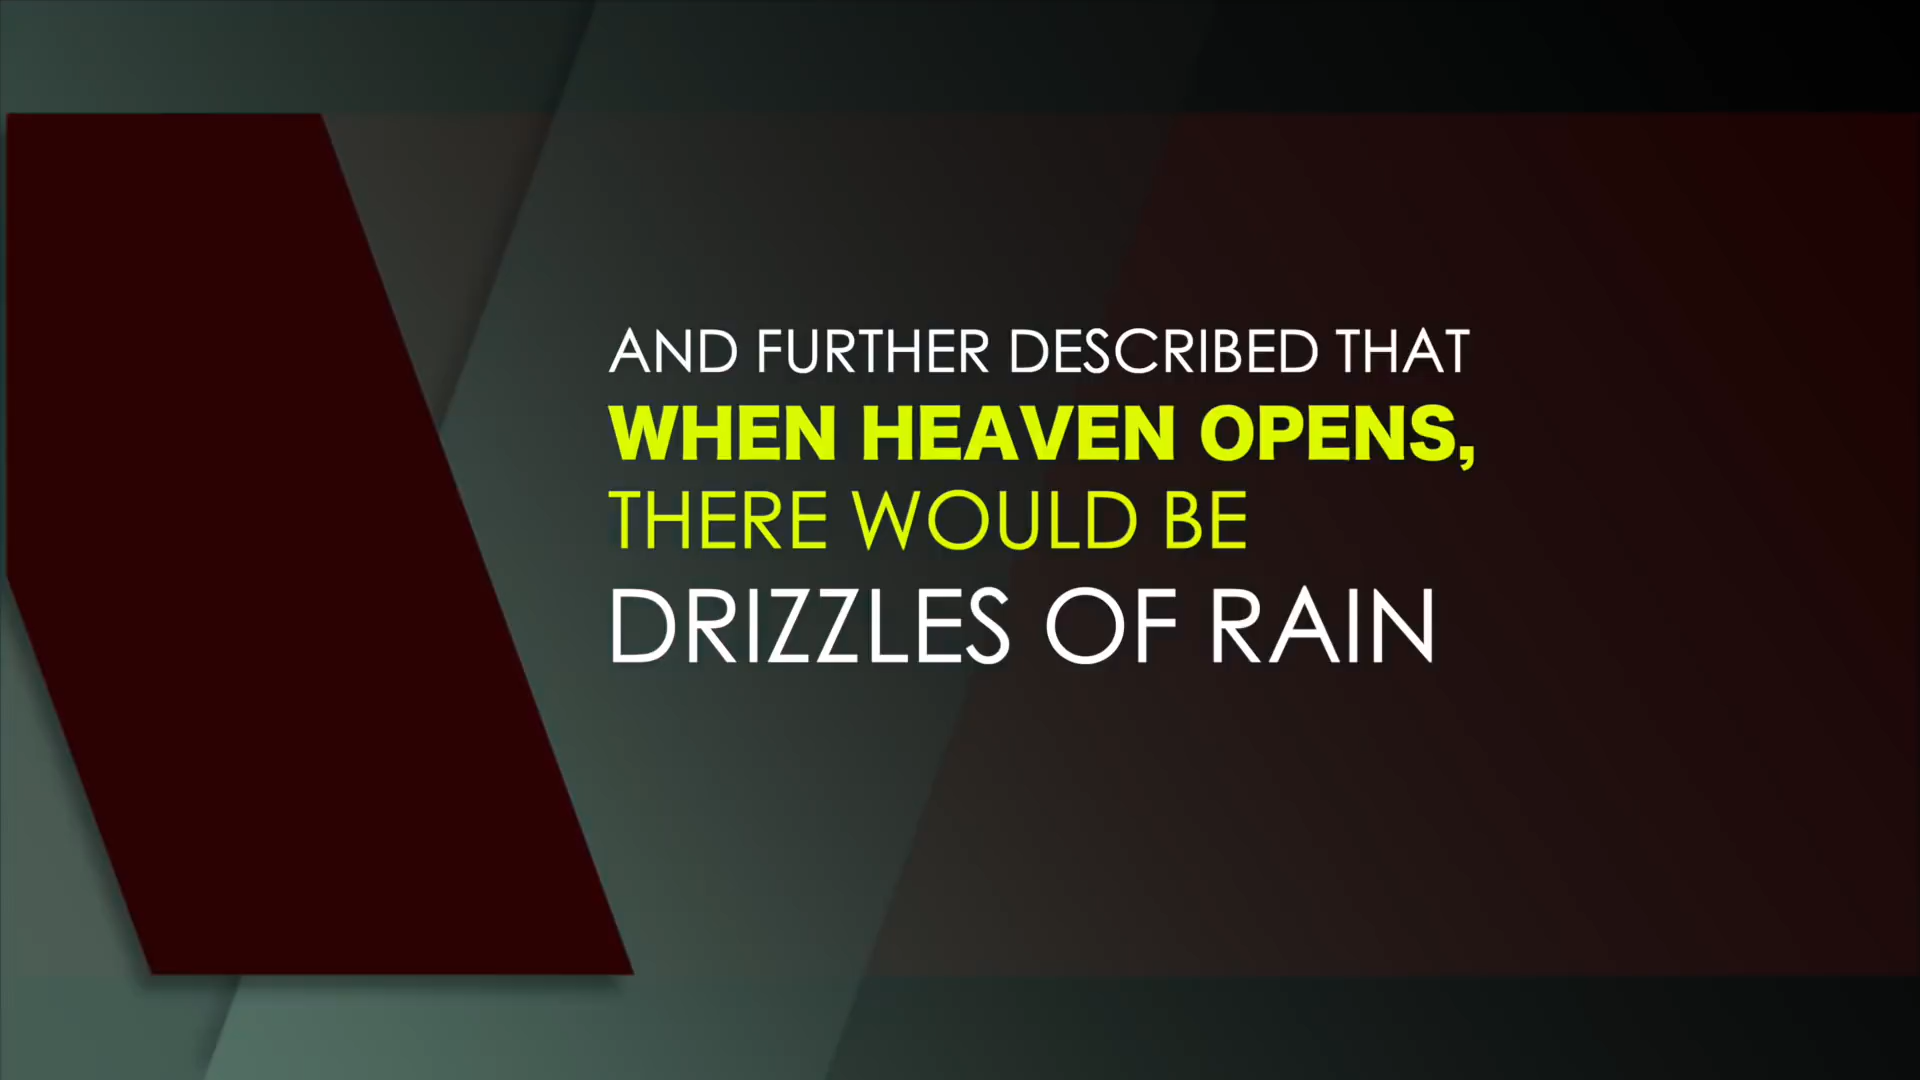 AND FURTHER DESCRIBED THAT
WHEN HEAVEN OPENS,
THERE WOULD BE
DRIZZLES OF RAIN